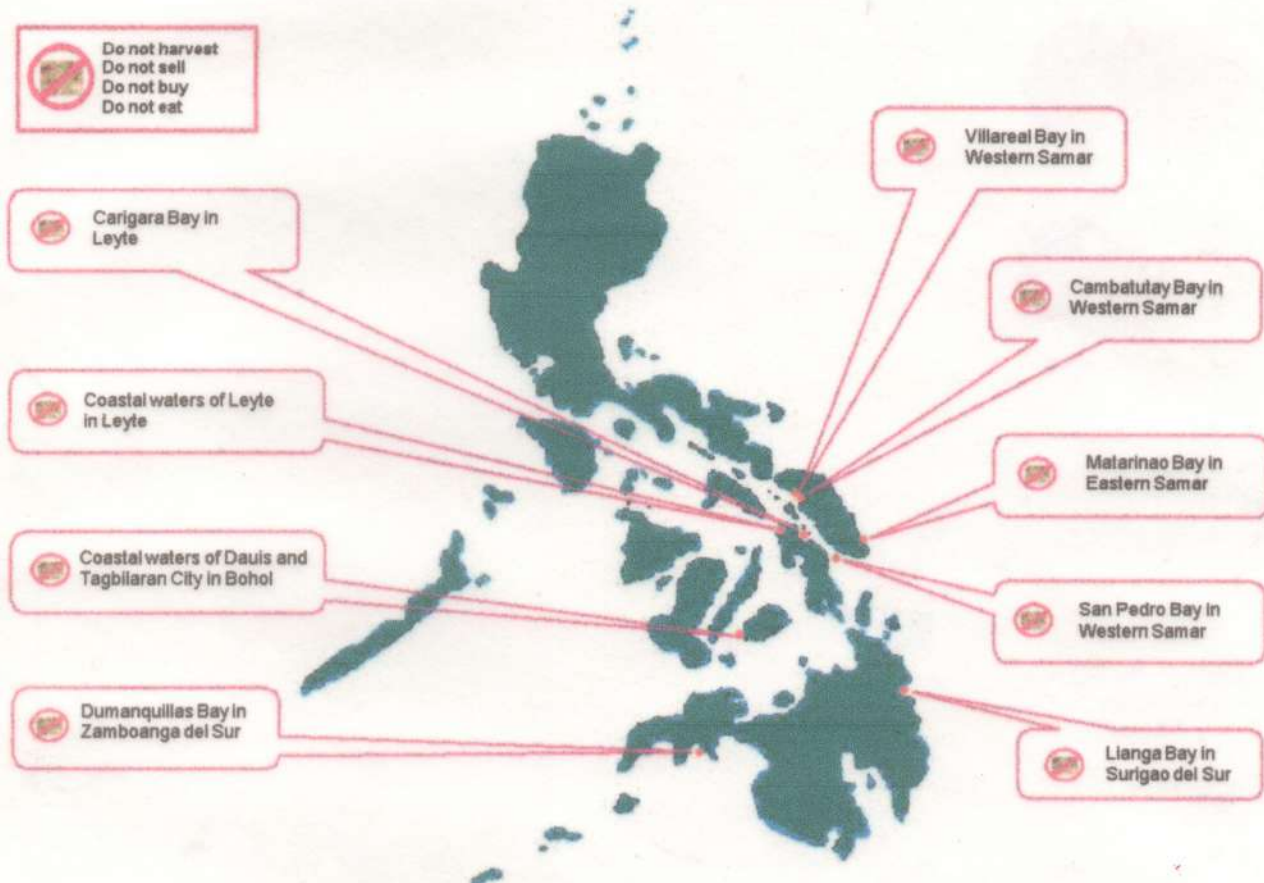 Do not harvest
Do not sell
Do not buy
Do not eat
Villareal Bay in
Western Samar
Carigara Bay in
Leyte
Cambatutay Bay in
Western Samar
Coastal waters of Leyte
in Leyte
Matarinao Bay in
Eastern Samar
Coastal waters of Dauis and
Tagbilaran City in Bohol
San Pedro Bay in
Western Samar
Dumanquillas Bay in
Zamboanga del Sur
Lianga Bay in
Surigao del Sur